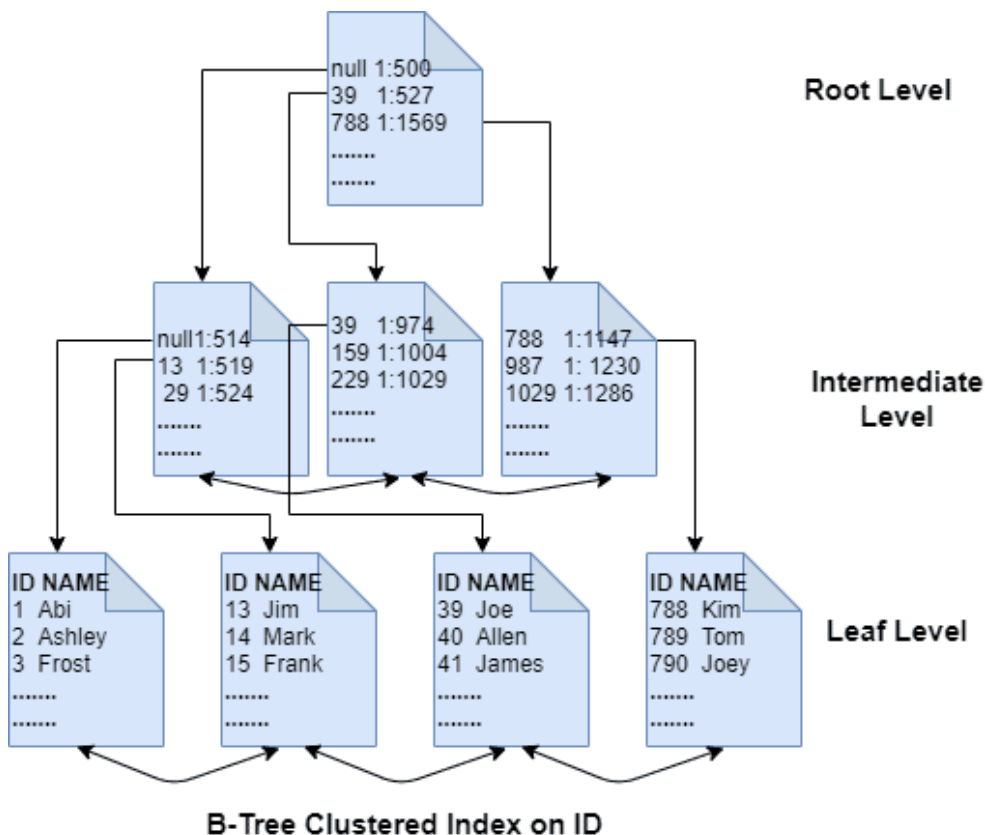 null 1:500
39 1:527
788 1:1569
.......
.......
Root Level
null1:514
13 1:519
29 1:524
.......
.......
39 1:974
159 1:1004
229 1:1029
.......
.......
788 1:1147
987 1: 1230
1029 1:1286
.......
.......
Intermediate
Level
ID NAME
1 Abi
2 Ashley
3 Frost
.......
.......
ID NAME
13 Jim
14 Mark
15 Frank
.......
.......
ID NAME
39 Joe
40 Allen
41 James
.......
.......
ID NAME
788 Kim
789 Tom
790 Joey
.......
.......
Leaf Level
B-Tree Clustered Index on ID